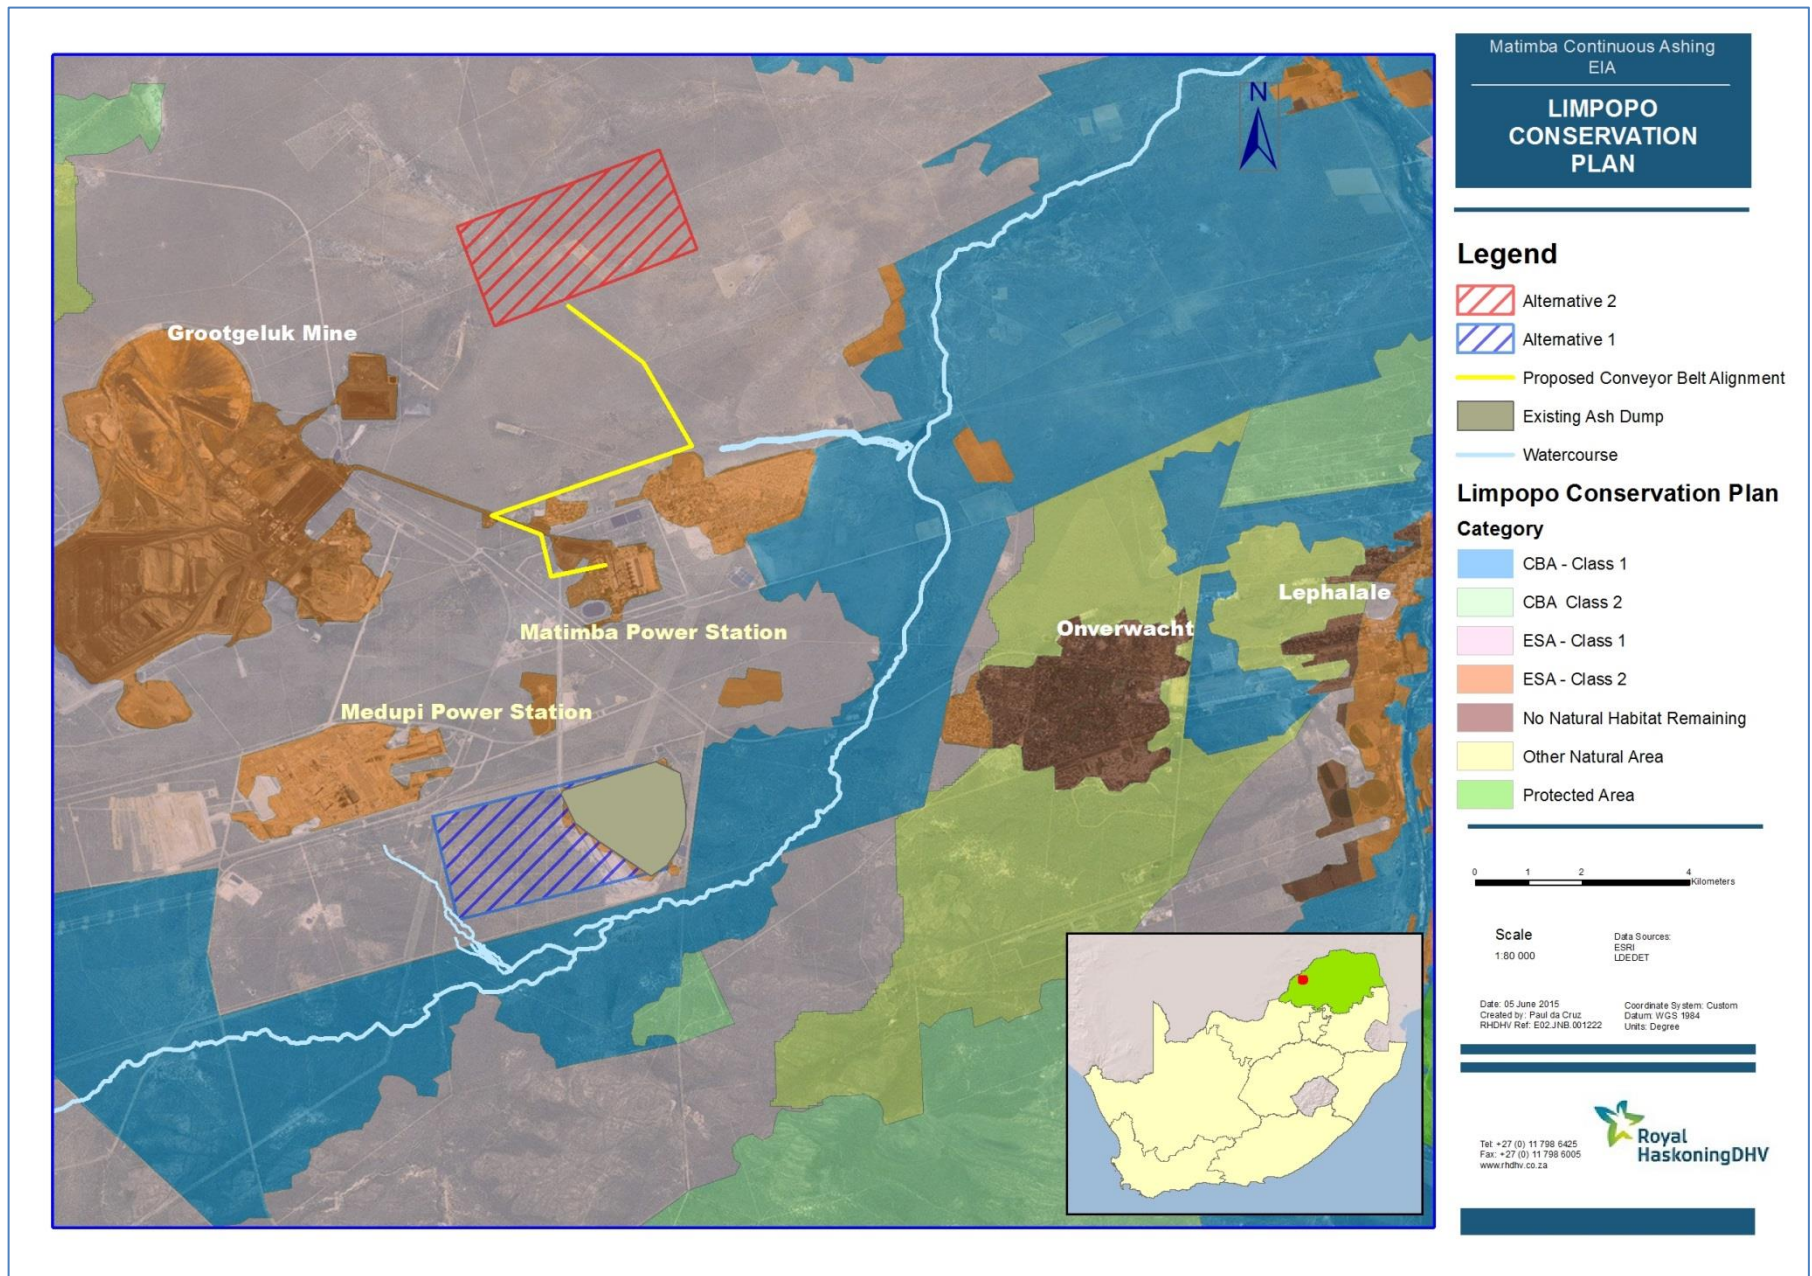 Matimba Continuous Ashing
EIA
LIMPOPO
CONSERVATION
PLAN
N
Grootgeluk Mine
Matimba Power Station
Medupi Power Station
Onverwacht
Lephalale
Legend
Alternative 2
Alternative 1
Proposed Conveyor Belt Alignment
Existing Ash Dump
Watercourse
Limpopo Conservation Plan
Category
CBA - Class 1
CBA Class 2
ESA - Class 1
ESA - Class 2
No Natural Habitat Remaining
Other Natural Area
Protected Area
0 1 2 4
Kilometers
Scale
1:80 000
Data Sources:
ESRI
LDEDET
Date: 05 June 2015
Created by: Paul da Cruz
RHDHV Ref: E02.JNB.001222
Coordinate System: Custom
Datum: WGS 1984
Units: Degree
Tel: +27 (0) 11 798 6425
Fax: +27 (0) 11 798 6005
www.rhdhv.co.za
Royal
HaskoningDHV